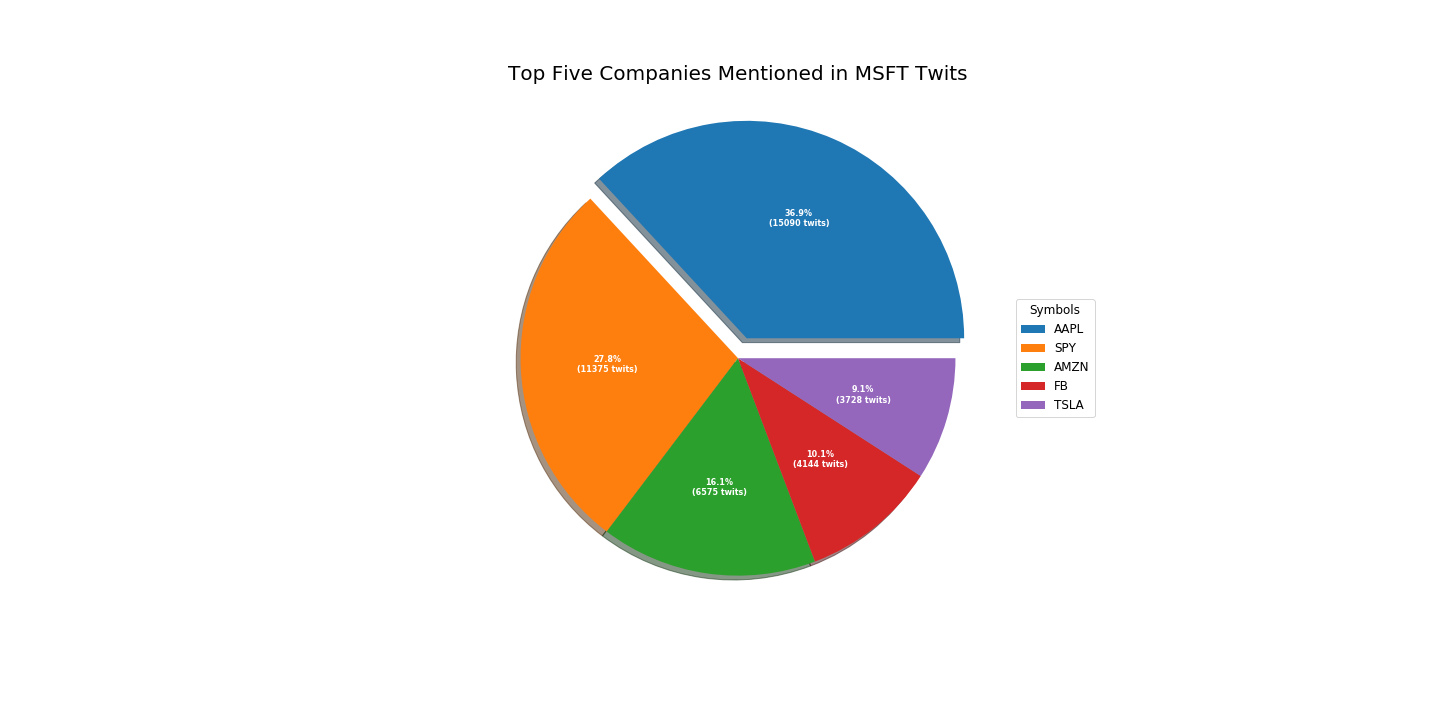 Top Five Companies Mentioned in MSFT Twits
36.9%
(15090 twits)
27.8%
(11375 twits)
16.1%
(6575 twits)
10.1%
(4144 twits)
9.1%
(3728 twits)
Symbols
AAPL
SPY
AMZN
FB
TSLA